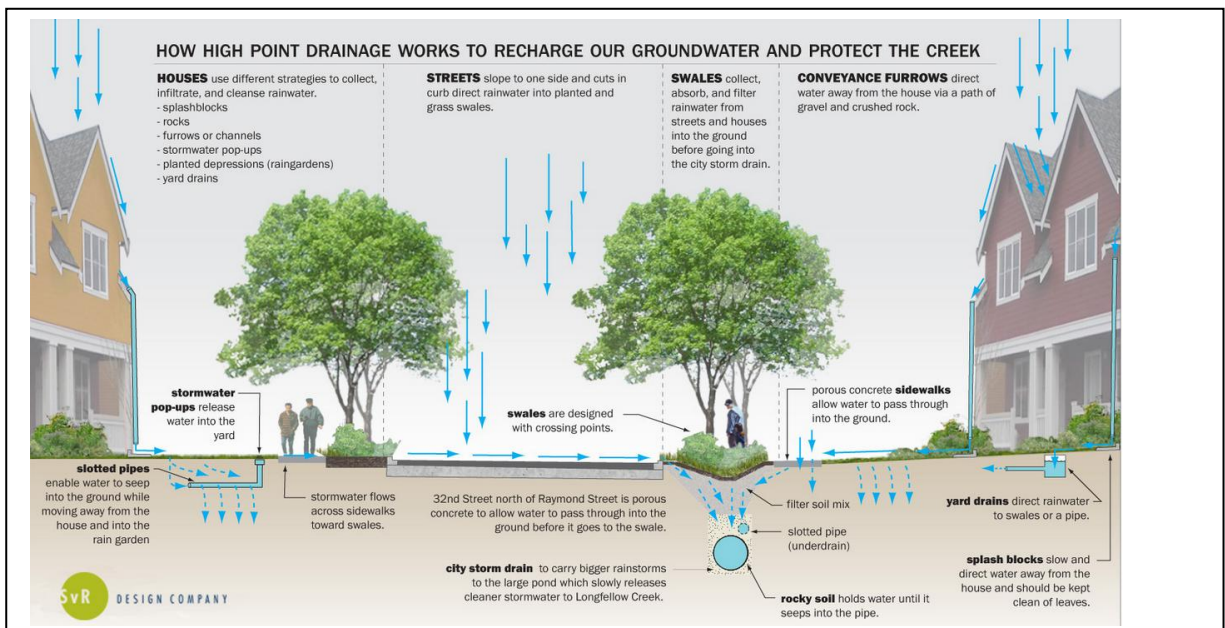 HOW HIGH POINT DRAINAGE WORKS TO RECHARGE OUR GROUNDWATER AND PROTECT THE CREEK
HOUSES use different strategies to collect,
infiltrate, and cleanse rainwater.
- splashblocks
- rocks
- furrows or channels
- stormwater pop-ups
- planted depressions (raingardens)
- yard drains
STREETS slope to one side and cuts in
curb direct rainwater into planted and
grass swales.
SWALES collect,
absorb, and filter
rainwater from
streets and houses
into the ground
before going into
the city storm drain.
CONVEYANCE FURROWS direct
water away from the house via a path of
gravel and crushed rock.
stormwater
pop-ups release
water into the
yard
swales are designed
with crossing points.
porous concrete sidewalks
allow water to pass through
into the ground.
slotted pipes
enable water to seep
into the ground while
moving away from the
house and into the
rain garden
stormwater flows
across sidewalks
toward swales.
32nd Street north of Raymond Street is porous
concrete to allow water to pass through into the
ground before it goes to the swale.
filter soil mix
slotted pipe
(underdrain)
yard drains direct rainwater
to swales or a pipe.
city storm drain to carry bigger rainstorms
to the large pond which slowly releases
cleaner stormwater to Longfellow Creek.
rocky soil holds water until it
seeps into the pipe.
splash blocks slow and
direct water away from the
house and should be kept
clean of leaves.
SvR DESIGN COMPANY